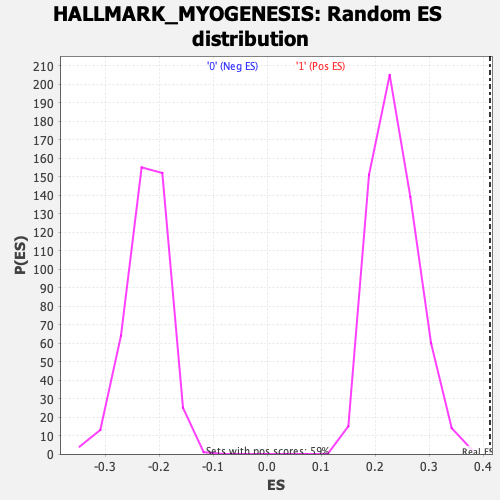 HALLMARK_MYOGENESIS: Random ES
distribution
'0' (Neg ES)
'1' (Pos ES)
210
200
190
180
170
160
150
140
130
120
110
100
90
80
70
60
50
40
30
20
10
0
P(ES)
Sets with pos scores: 59%
Real ES
-0.3 -0.2 -0.1 0.0 0.1 0.2 0.3 0.4
ES